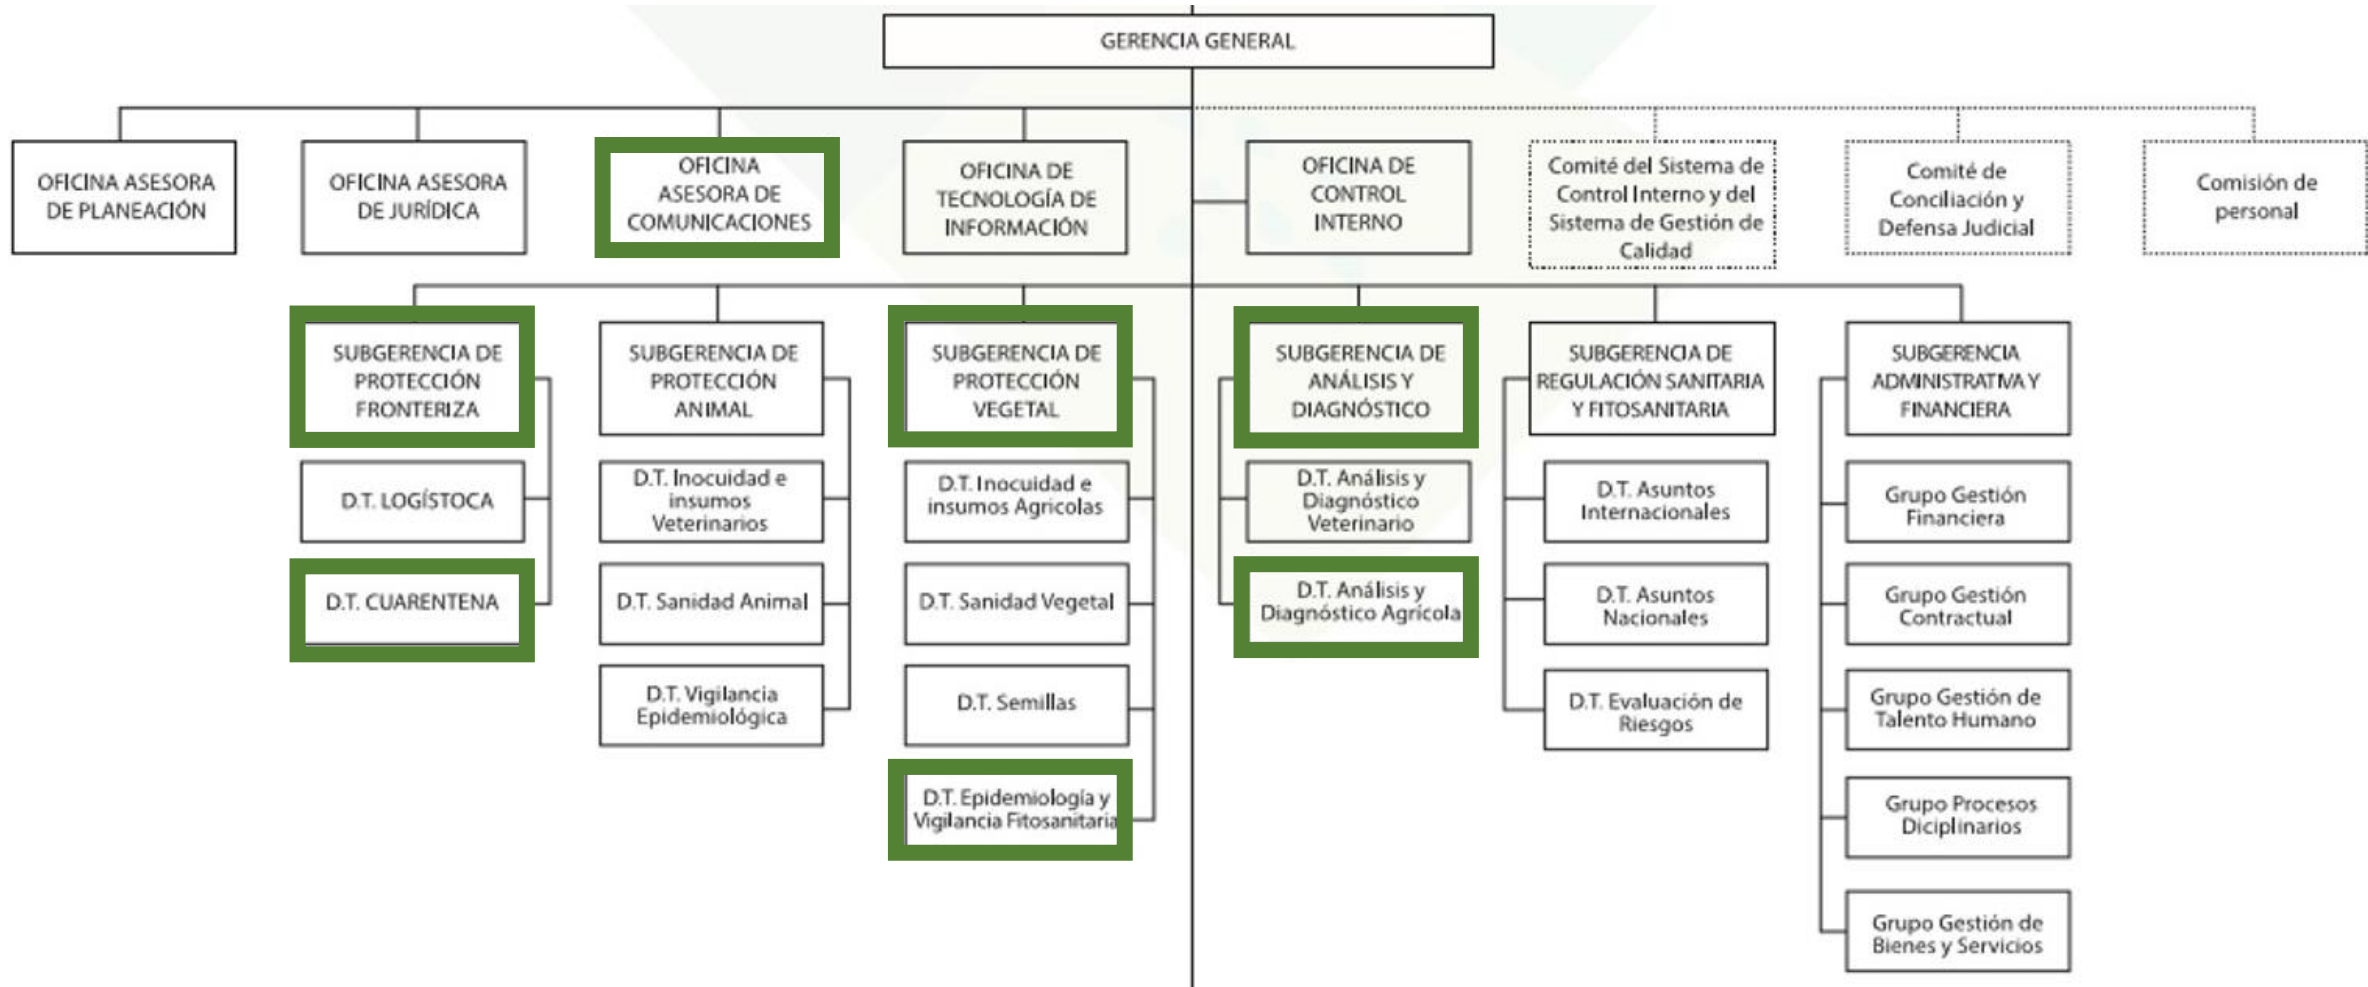 GERENCIA GENERAL
OFICINA ASESORA
DE PLANEACIÓN
OFICINA ASESORA
DE JURÍDICA
OFICINA
ASESORA DE
COMUNICACIONES
OFICINA DE
TECNOLOGÍA DE
INFORMACIÓN
OFICINA DE
CONTROL
INTERNO
Comité del Sistema de
Control Interno y del
Sistema de Gestión de
Calidad
Comité de
Conciliación y
Defensa Judicial
Comisión de
personal
SUBGERENCIA DE
PROTECCIÓN
FRONTERIZA
D.T. LOGÍSTOCA
D.T. CUARENTENA
SUBGERENCIA DE
PROTECCIÓN
ANIMAL
D.T. Inocuidad e
insumos
Veterinarios
D.T. Sanidad Animal
D.T. Vigilancia
Epidemiológica
SUBGERENCIA DE
PROTECCIÓN
VEGETAL
D.T. Inocuidad e
insumos Agricolas
D.T. Sanidad Vegetal
D.T. Semillas
D.T. Epidemiología y
Vigilancia Fitosanitaria
SUBGERENCIA DE
ANÁLISIS Y
DIAGNÓSTICO
D.T. Análisis y
Diagnóstico
Veterinario
D.T. Análisis y
Diagnóstico Agrícola
SUBGERENCIA DE
REGULACIÓN SANITARIA
Y FITOSANITARIA
D.T. Asuntos
Internacionales
D.T. Asuntos
Nacionales
D.T. Evaluación de
Riesgos
SUBGERENCIA
ADMINISTRATIVA Y
FINANCIERA
Grupo Gestión
Financiera
Grupo Gestión
Contractual
Grupo Gestión de
Talento Humano
Grupo Procesos
Diciplinarios
Grupo Gestión de
Bienes y Servicios